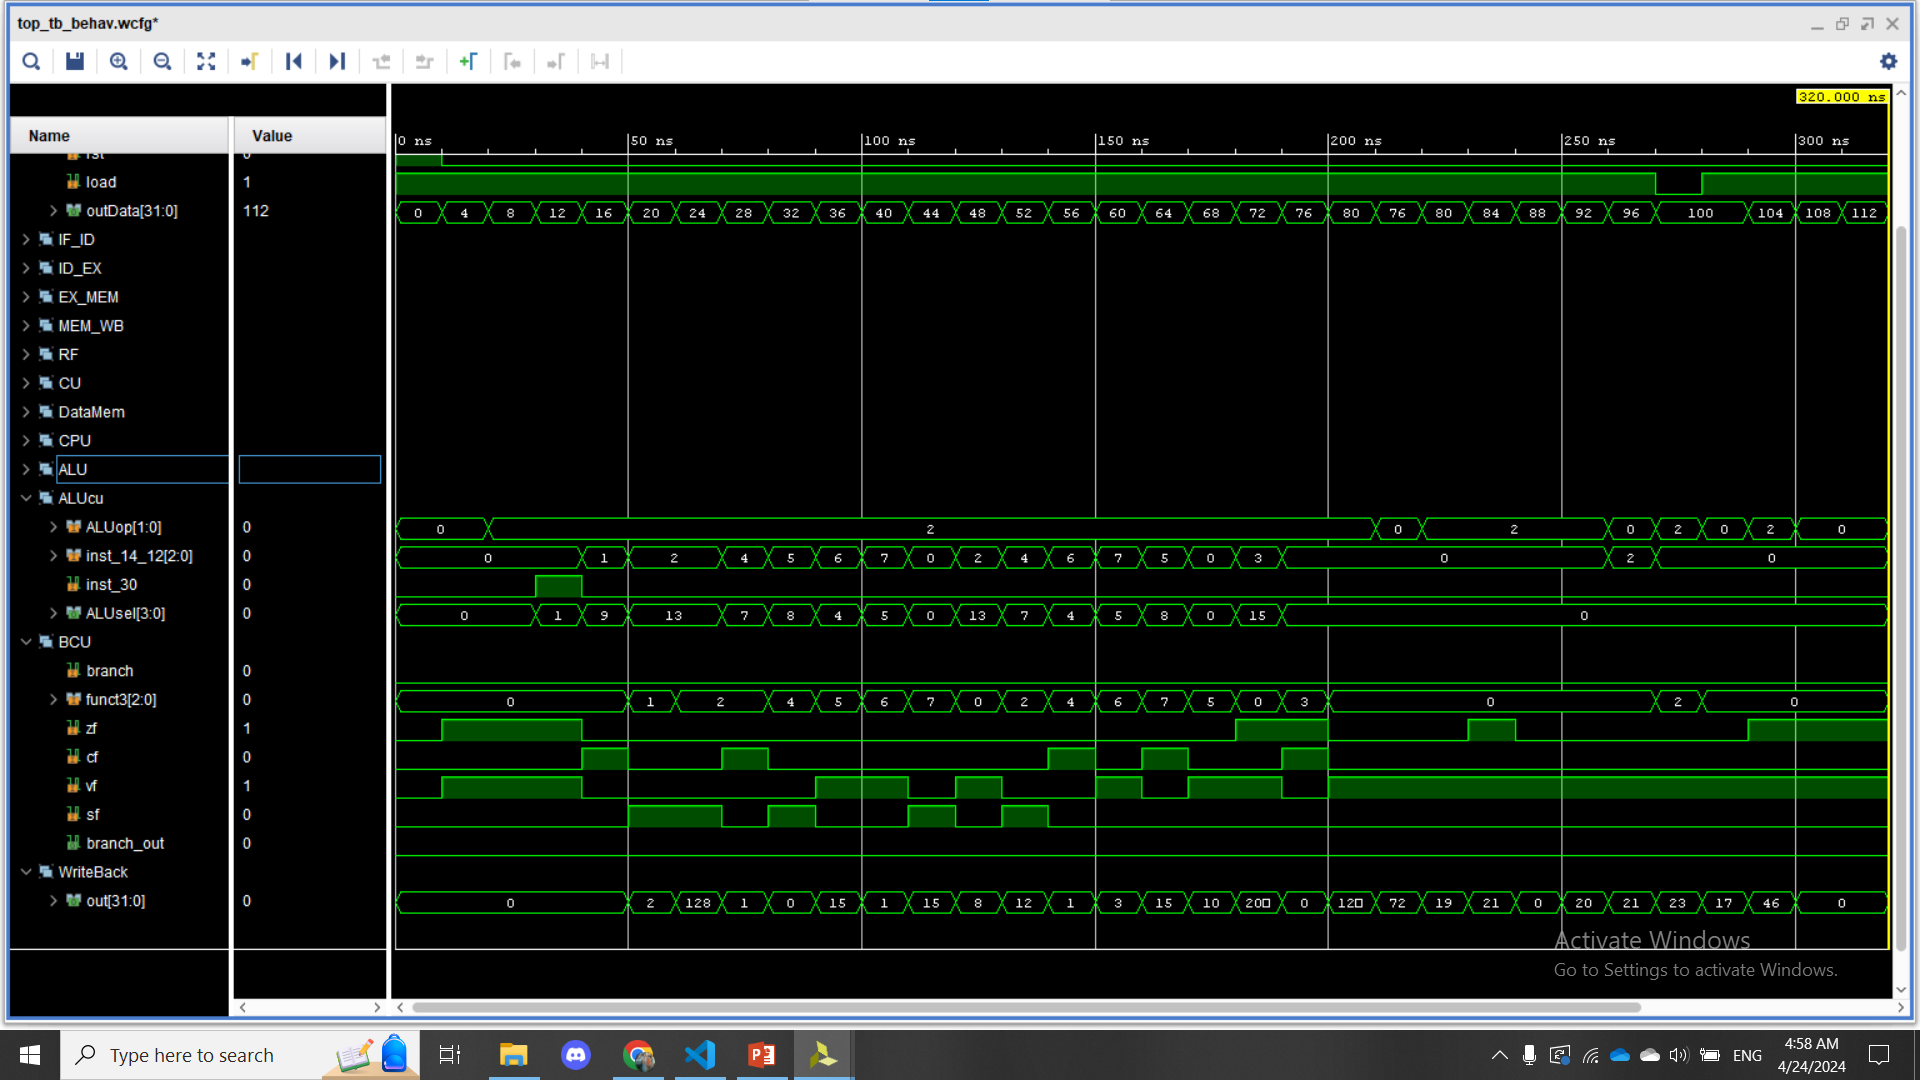 top_tb_behav.wcfg*
320.000 ns
Name Value
0 ns 50 ns 100 ns 150 ns 200 ns 250 ns 300 ns
rst 0
load 1
outData[31:0] 112 0 4 8 12 16 20 24 28 32 36 40 44 48 52 56 60 64 68 72 76 80 76 80 84 88 92 96 100 104 108 112
IF_ID
ID_EX
EX_MEM
MEM_WB
RF
CU
DataMem
CPU
ALU
ALUcu
ALUop[1:0] 0 0 2 0 2 0 2 0 2 0
inst_14_12[2:0] 0 0 1 2 4 5 6 7 0 2 4 6 7 5 0 3 0 2 0
inst_30 0
ALUsel[3:0] 0 0 1 9 13 7 8 4 5 0 13 7 4 5 8 0 15 0
BCU
branch 0
funct3[2:0] 0 0 1 2 4 5 6 7 0 2 4 6 7 5 0 3 0 2 0
zf 1
cf 0
vf 1
sf 0
branch_out 0
WriteBack
out[31:0] 0 0 2 128 1 0 15 1 15 8 12 1 3 15 10 20 0 12 72 19 21 0 20 21 23 17 46 0
Activate Windows
Go to Settings to activate Windows.
Type here to search
ENG
4:58 AM
4/24/2024